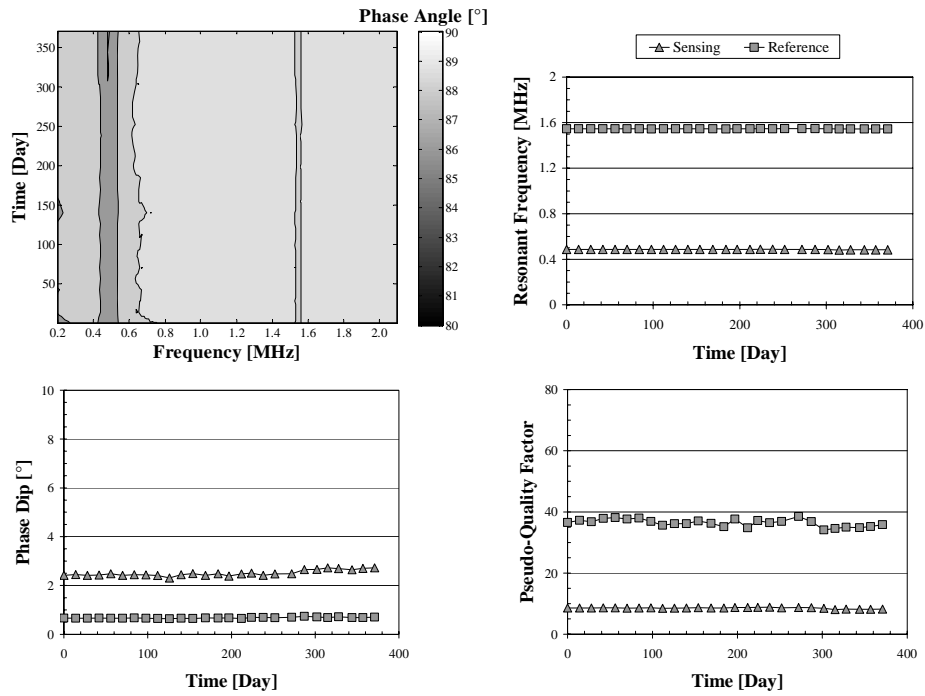 Phase Angle [°]
350
300
250
200
150
100
50
Time [Day]
0.2 0.4 0.6 0.8 1.0 1.2 1.4 1.6 1.8 2.0
Frequency [MHz]
90
89
88
87
86
85
84
83
82
81
80
Sensing Reference
2
1.6
1.2
0.8
0.4
0
Resonant Frequency [MHz]
0 100 200 300 400
Time [Day]
10
8
6
4
2
0
Phase Dip [°]
0 100 200 300 400
Time [Day]
80
60
40
20
0
Pseudo-Quality Factor
0 100 200 300 400
Time [Day]